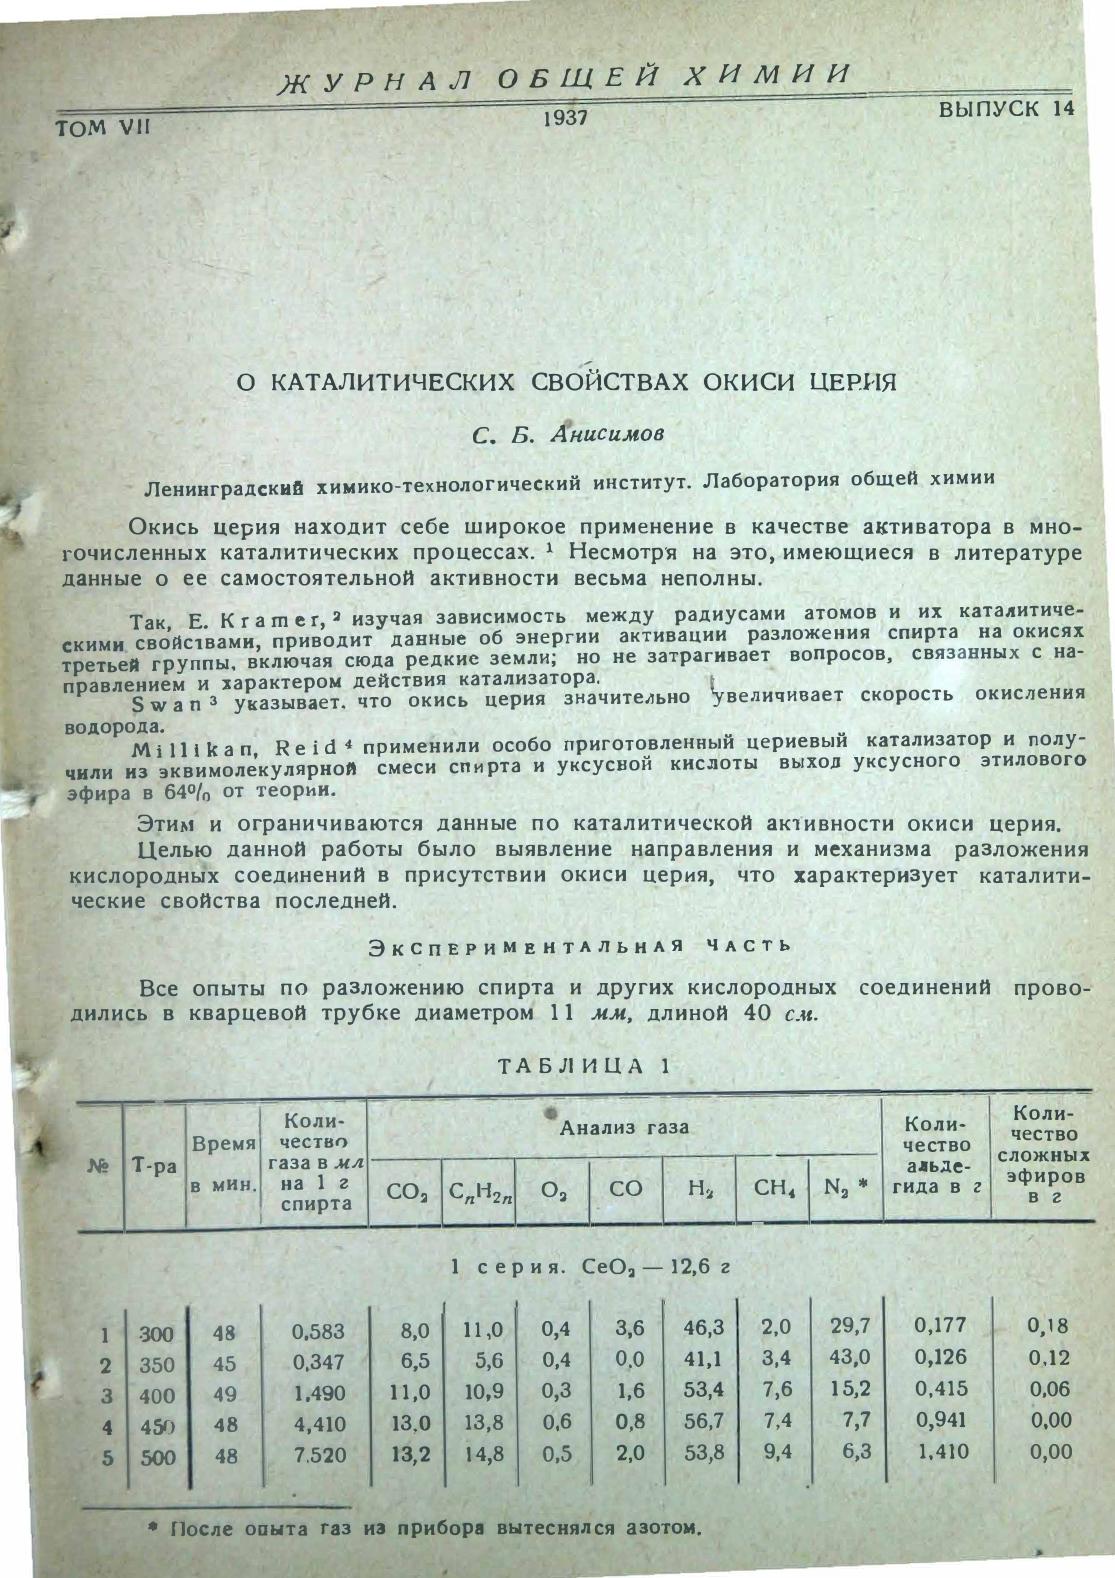 ЖУРНАЛ ОБЩЕЙ ХИМИИ
ТОМ VII 1937 ВЫПУСК 14
О КАТАЛИТИЧЕСКИХ СВОЙСТВАХ ОКИСИ ЦЕРИЯ
С. Б. Анисимов
Ленинградский химико-технологический институт. Лаборатория общей химии
Окись церия находит себе широкое применение в качестве активатора в мно-
гочисленных каталитических процессах. ¹ Несмотря на это, имеющиеся в литературе
данные о ее самостоятельной активности весьма неполны.
Так, E. Kramer, ² изучая зависимость между радиусами атомов и их каталитиче-
скими свойствами, приводит данные об энергии активации разложения спирта на окисях
третьей группы, включая сюда редкие земли; но не затрагивает вопросов, связанных с на-
правлением и характером действия катализатора.
Swan ³ указывает, что окись церия значительно увеличивает скорость окисления
водорода.
Millikan, Reid ⁴ применили особо приготовленный цериевый катализатор и полу-
чили из эквимолекулярной смеси спирта и уксусной кислоты выход уксусного этилового
эфира в 64% от теории.
Этим и ограничиваются данные по каталитической активности окиси церия.
Целью данной работы было выявление направления и механизма разложения
кислородных соединений в присутствии окиси церия, что характеризует каталити-
ческие свойства последней.
Экспериментальная часть
Все опыты по разложению спирта и других кислородных соединений прово-
дились в кварцевой трубке диаметром 11 мм, длиной 40 см.
ТАБЛИЦА 1
№ Т-ра Время в мин. Коли-чество газа в мл на 1 г спирта Анализ газа Коли-чество альде-гида в г Коли-чество сложных эфиров в г
CO₂ CₙH₂ₙ O₂ CO H₂ CH₄ N₂ *
1 серия. CeO₂ — 12,6 г
1 300 48 0,583 8,0 11,0 0,4 3,6 46,3 2,0 29,7 0,177 0,18
2 350 45 0,347 6,5 5,6 0,4 0,0 41,1 3,4 43,0 0,126 0,12
3 400 49 1,490 11,0 10,9 0,3 1,6 53,4 7,6 15,2 0,415 0,06
4 450 48 4,410 13,0 13,8 0,6 0,8 56,7 7,4 7,7 0,941 0,00
5 500 48 7.520 13,2 14,8 0,5 2,0 53,8 9,4 6,3 1,410 0,00
* После опыта газ из прибора вытеснялся азотом.